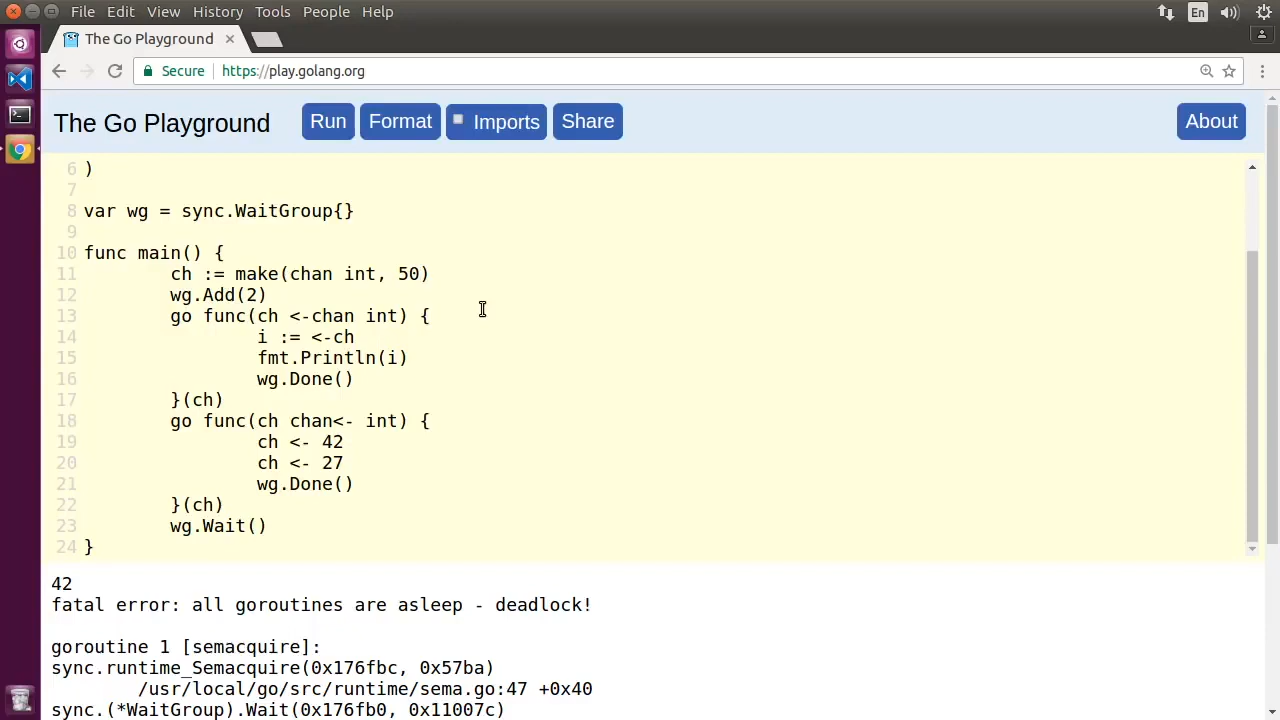 File Edit View History Tools People Help
En
The Go Playground
Secure https://play.golang.org
The Go Playground Run Format Imports Share About
6 )
7
8 var wg = sync.WaitGroup{}
9
10 func main() {
11 ch := make(chan int, 50)
12 wg.Add(2)
13 go func(ch <-chan int) {
14 i := <-ch
15 fmt.Println(i)
16 wg.Done()
17 }(ch)
18 go func(ch chan<- int) {
19 ch <- 42
20 ch <- 27
21 wg.Done()
22 }(ch)
23 wg.Wait()
24 }
42
fatal error: all goroutines are asleep - deadlock!
goroutine 1 [semacquire]:
sync.runtime_Semacquire(0x176fbc, 0x57ba)
/usr/local/go/src/runtime/sema.go:47 +0x40
sync.(*WaitGroup).Wait(0x176fb0, 0x11007c)